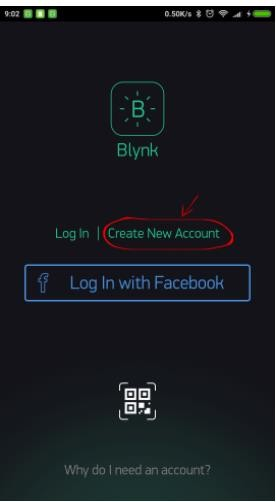 9:02
0.50K/s
B
Blynk
Log In | Create New Account
f Log In with Facebook
Why do I need an account?